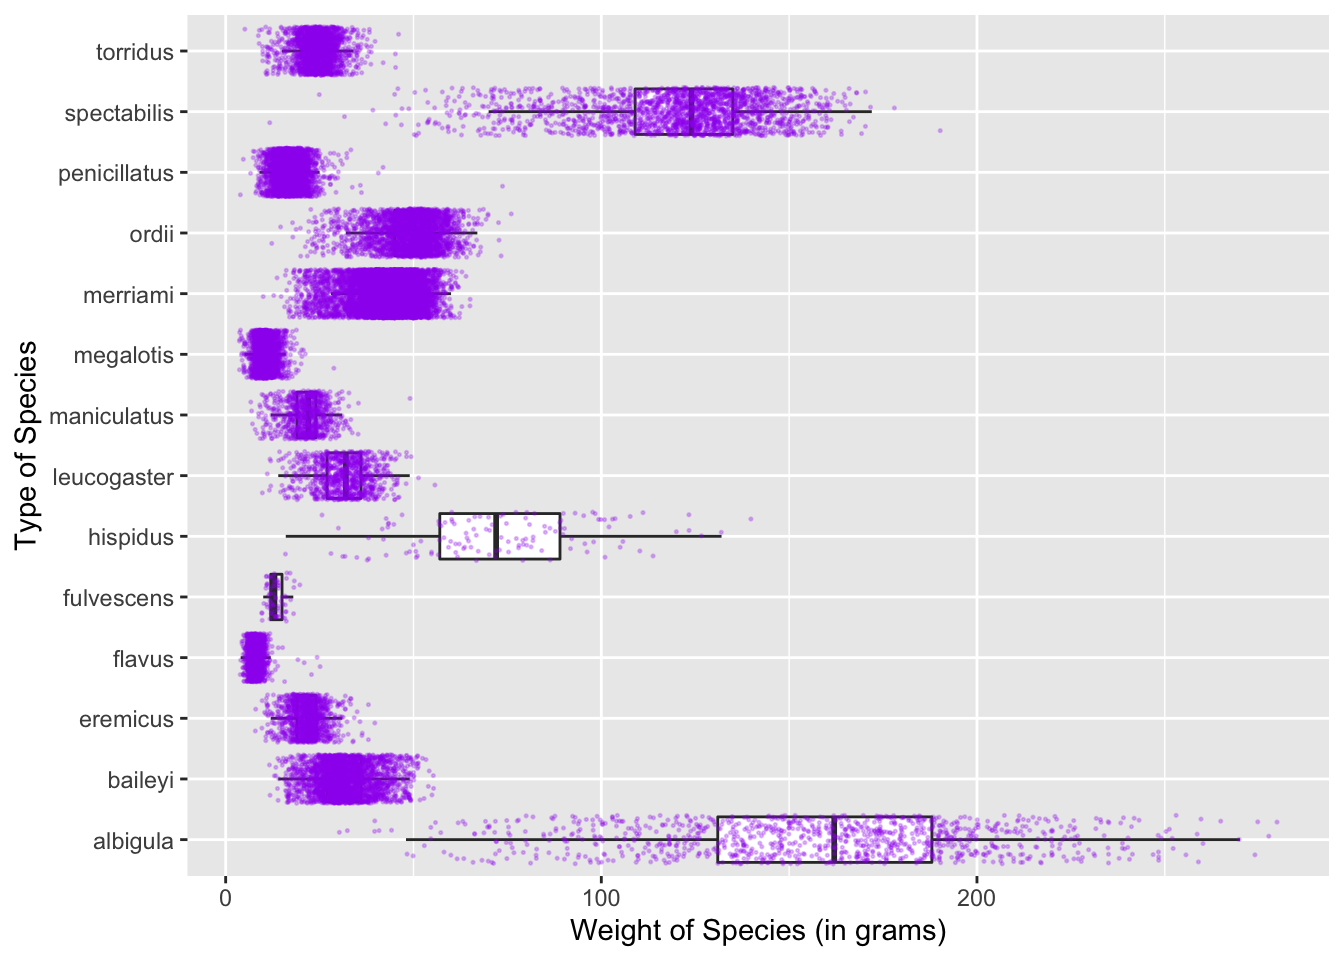 torridus
spectabilis
penicillatus
ordii
merriami
megalotis
maniculatus
leucogaster
hispidus
fulvescens
flavus
eremicus
baileyi
albigula
Type of Species
0 100 200
Weight of Species (in grams)